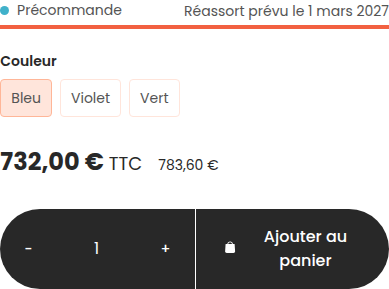 Précommande Réassort prévu le 1 mars 2027
Couleur
Bleu Violet Vert
732,00 € TTC 783,60 €
- 1 + Ajouter au
panier